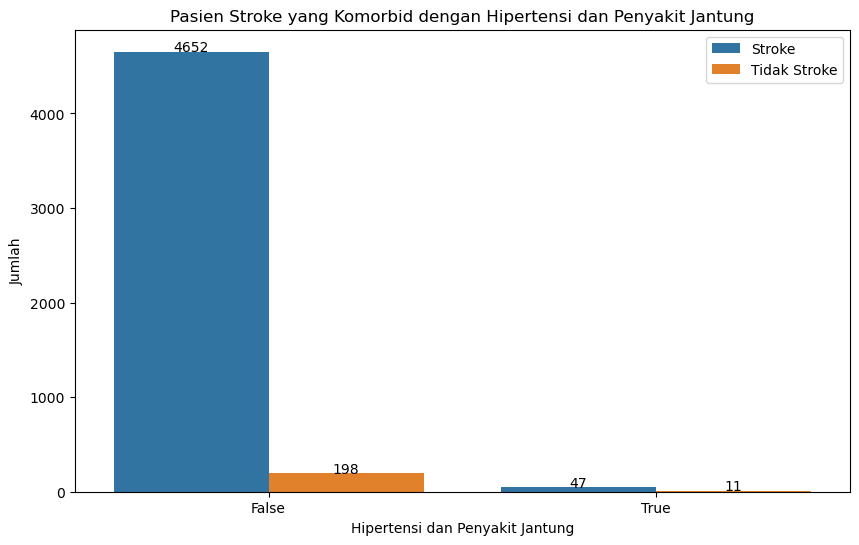 Pasien Stroke yang Komorbid dengan Hipertensi dan Penyakit Jantung
Stroke
Tidak Stroke
Jumlah
4000
3000
2000
1000
0
4652
198
47
11
False
True
Hipertensi dan Penyakit Jantung